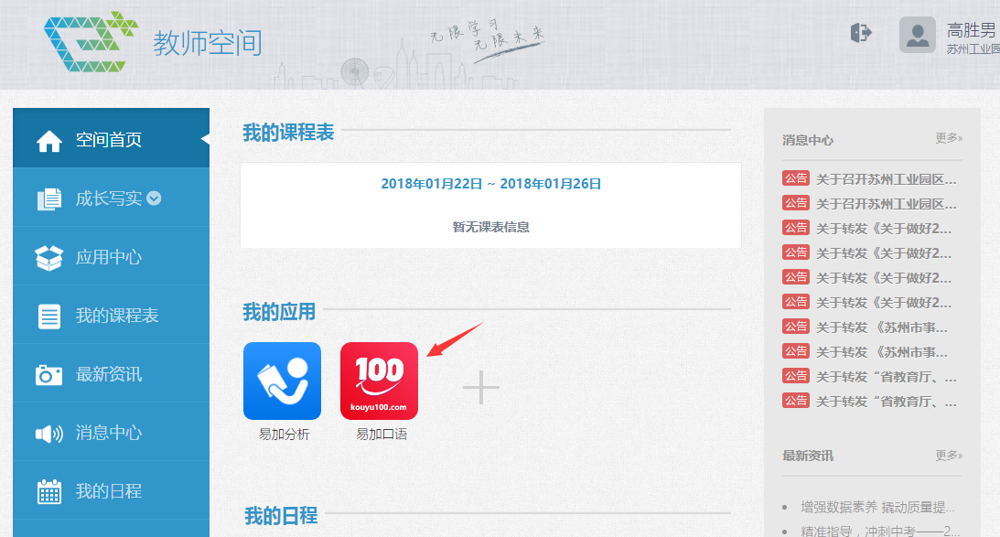 教师空间
无限学习
无限未来
高胜男
苏州工业园
空间首页
成长写实
应用中心
我的课程表
最新资讯
消息中心
我的日程
我的课程表
2018年01月22日 ~ 2018年01月26日
暂无课表信息
我的应用
100
kouyu100.com
易加分析
易加口语
我的日程
消息中心
更多»
公告 关于召开苏州工业园区...
公告 关于召开苏州工业园区...
公告 关于转发《关于做好2...
公告 关于转发《关于做好2...
公告 关于转发《关于做好2...
公告 关于转发《关于做好2...
公告 关于转发 《苏州市事...
公告 关于转发 《苏州市事...
公告 关于转发“省教育厅、...
公告 关于转发“省教育厅、...
最新资讯
更多»
增强数据素养 撬动质量提...
精准指导，冲刺中考——2...